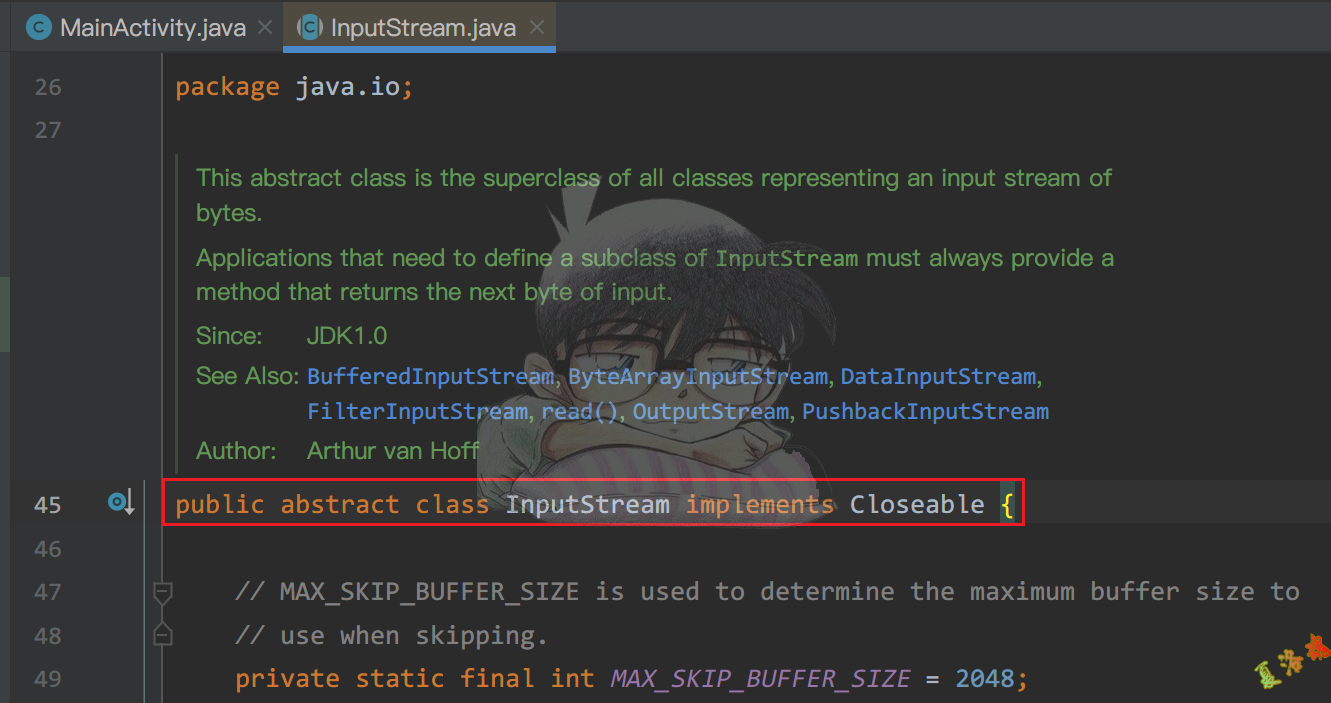 MainActivity.java
InputStream.java
26 package java.io;
27
This abstract class is the superclass of all classes representing an input stream of
bytes.
Applications that need to define a subclass of InputStream must always provide a
method that returns the next byte of input.
Since: JDK1.0
See Also: BufferedInputStream, ByteArrayInputStream, DataInputStream,
FilterInputStream, read(), OutputStream, PushbackInputStream
Author: Arthur van Hoff
45 public abstract class InputStream implements Closeable {
46
47 // MAX_SKIP_BUFFER_SIZE is used to determine the maximum buffer size to
48 // use when skipping.
49 private static final int MAX_SKIP_BUFFER_SIZE = 2048;
夏洛